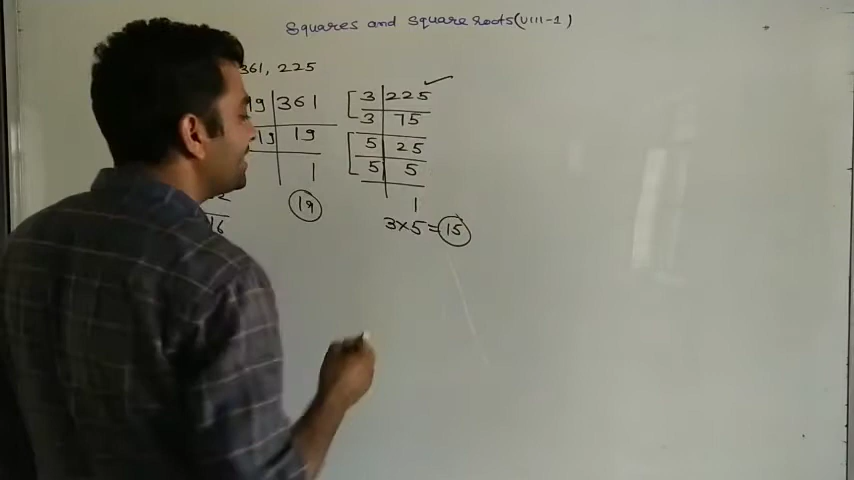 Squares and square roots (VIII-1)
361, 225
19 | 361
19 | 19
1
19
3 | 225
3 | 75
5 | 25
5 | 5
1
3×5=15
16